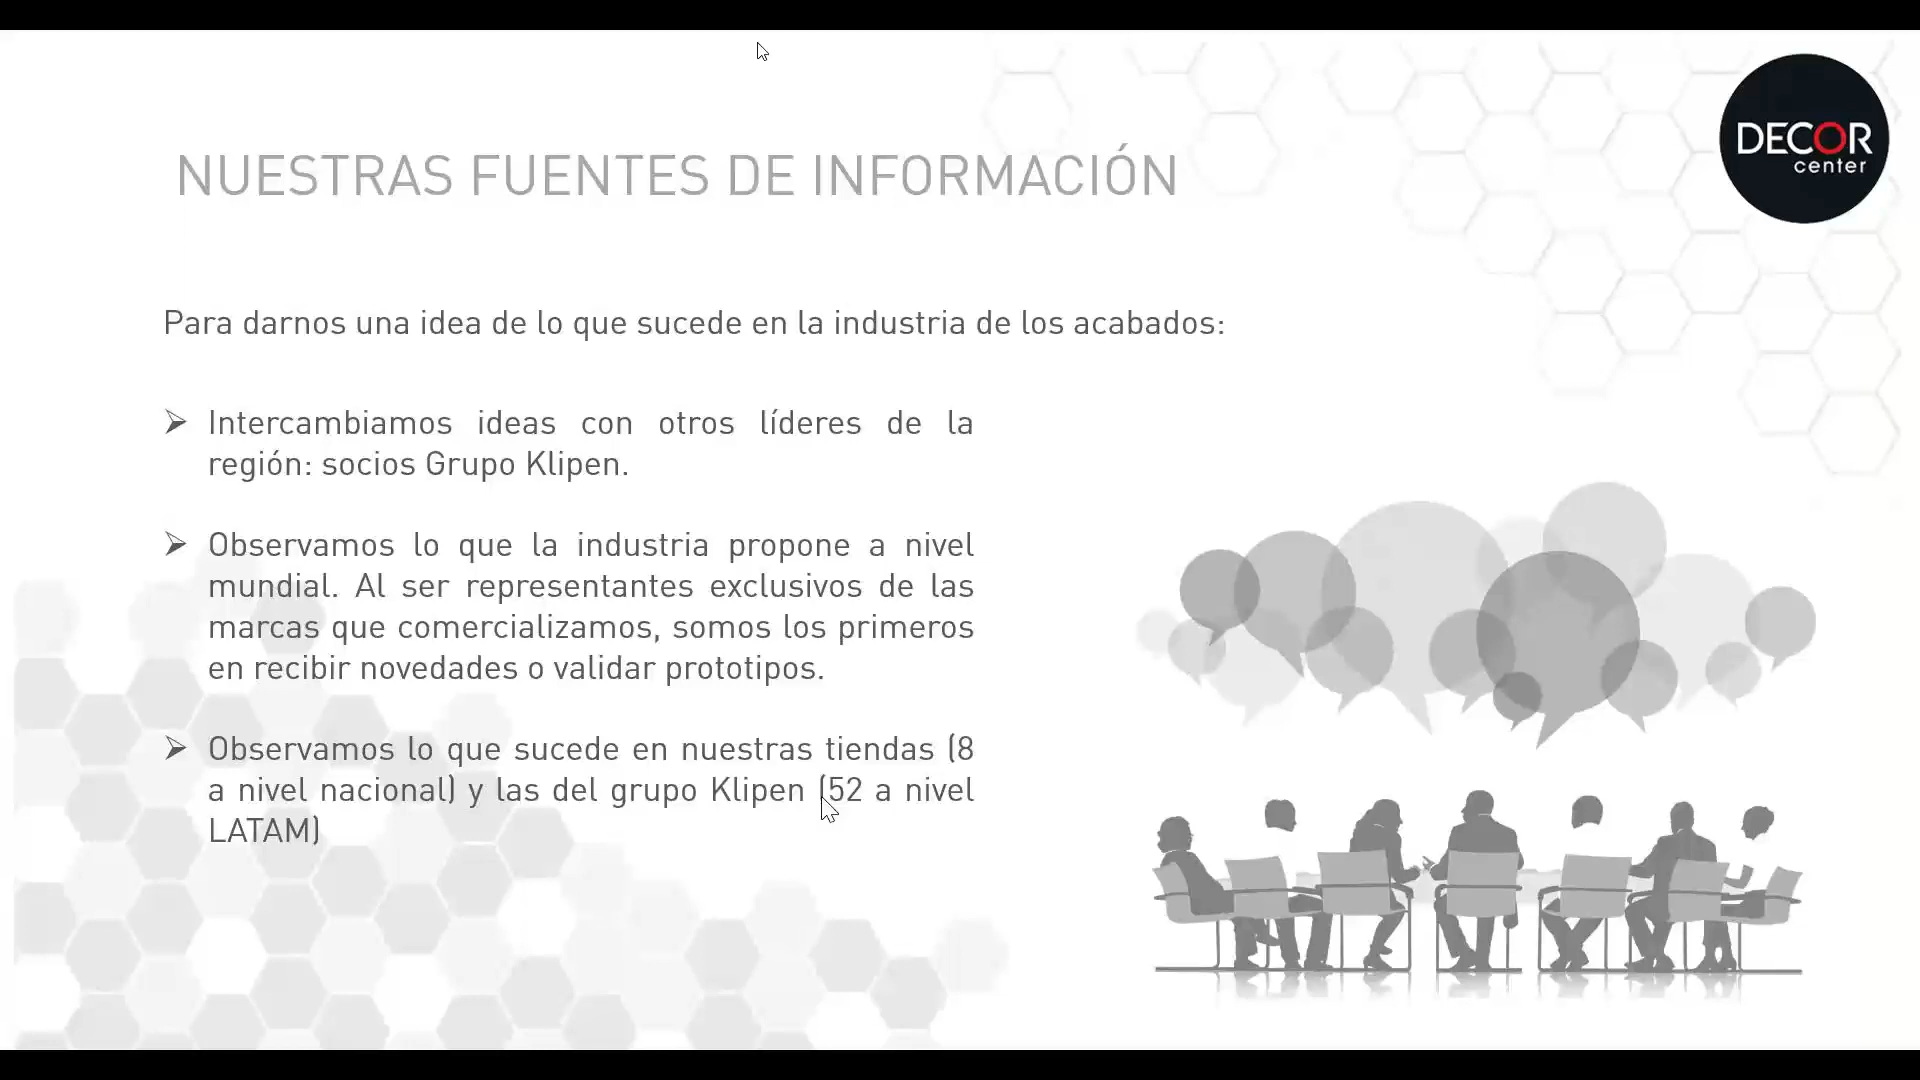 DECOR
center
NUESTRAS FUENTES DE INFORMACIÓN
Para darnos una idea de lo que sucede en la industria de los acabados:
➢ Intercambiamos ideas con otros líderes de la
región: socios Grupo Klipen.
➢ Observamos lo que la industria propone a nivel
mundial. Al ser representantes exclusivos de las
marcas que comercializamos, somos los primeros
en recibir novedades o validar prototipos.
➢ Observamos lo que sucede en nuestras tiendas (8
a nivel nacional) y las del grupo Klipen (52 a nivel
LATAM)